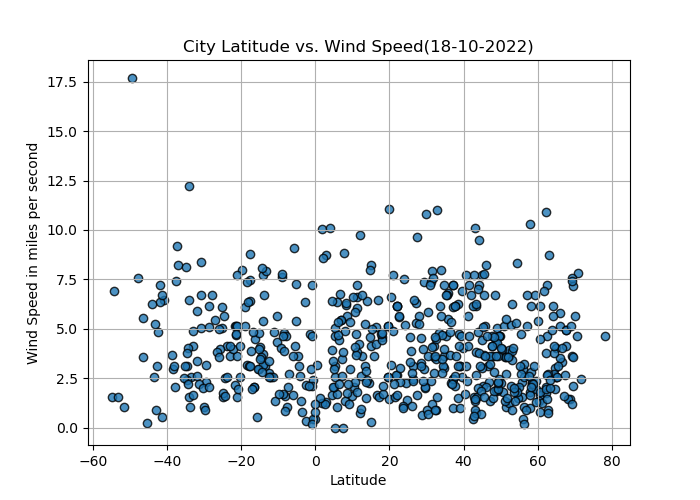 City Latitude vs. Wind Speed(18-10-2022)
17.5
15.0
12.5
10.0
7.5
5.0
2.5
0.0
Wind Speed in miles per second
−60 −40 −20 0 20 40 60 80
Latitude